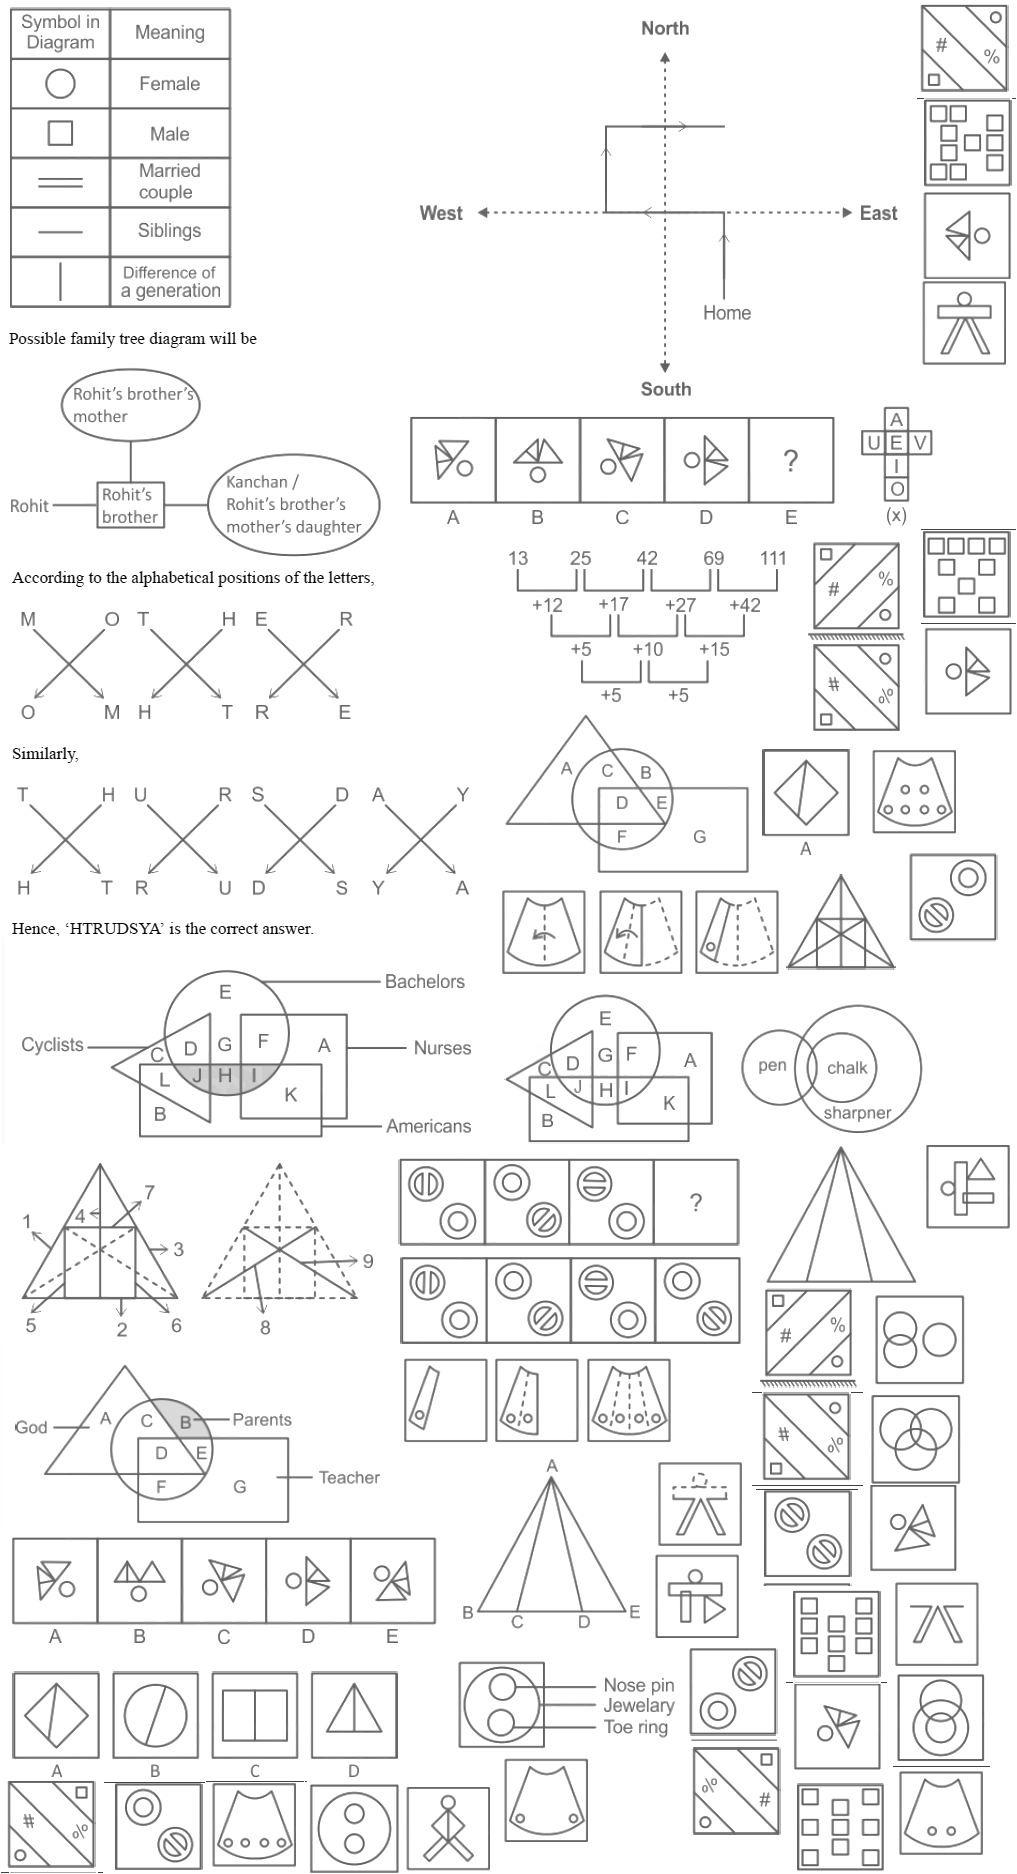 Symbol in
Diagram
Meaning
Female
Male
Married
couple
Siblings
Difference of
a generation
Possible family tree diagram will be
Rohit's brother's
mother
Rohit
Rohit's
brother
Kanchan /
Rohit's brother's
mother's daughter
According to the alphabetical positions of the letters,
M O T H E R
O M H T R E
Similarly,
T H U R S D A Y
H T R U D S Y A
Hence, ‘HTRUDSYA’ is the correct answer.
North
West
East
Home
South
# %
?
A B C D E
A
U E V
I
O
(x)
13 25 42 69 111
+12 +17 +27 +42
+5 +10 +15
+5 +5
# %
# %
A C B
D E
F G
A
E
Bachelors
Cyclists
C D G F A
Nurses
L J H I
B K
Americans
E
C D G F A
L J H I
B K
pen
chalk
sharpner
1 4 7
3
5 2 6
9
8
?
# %
# %
God
A C B
Parents
D E
F G
Teacher
A
B C D E
A B C D E
A B C D
Nose pin
Jewelary
Toe ring
# %
% #